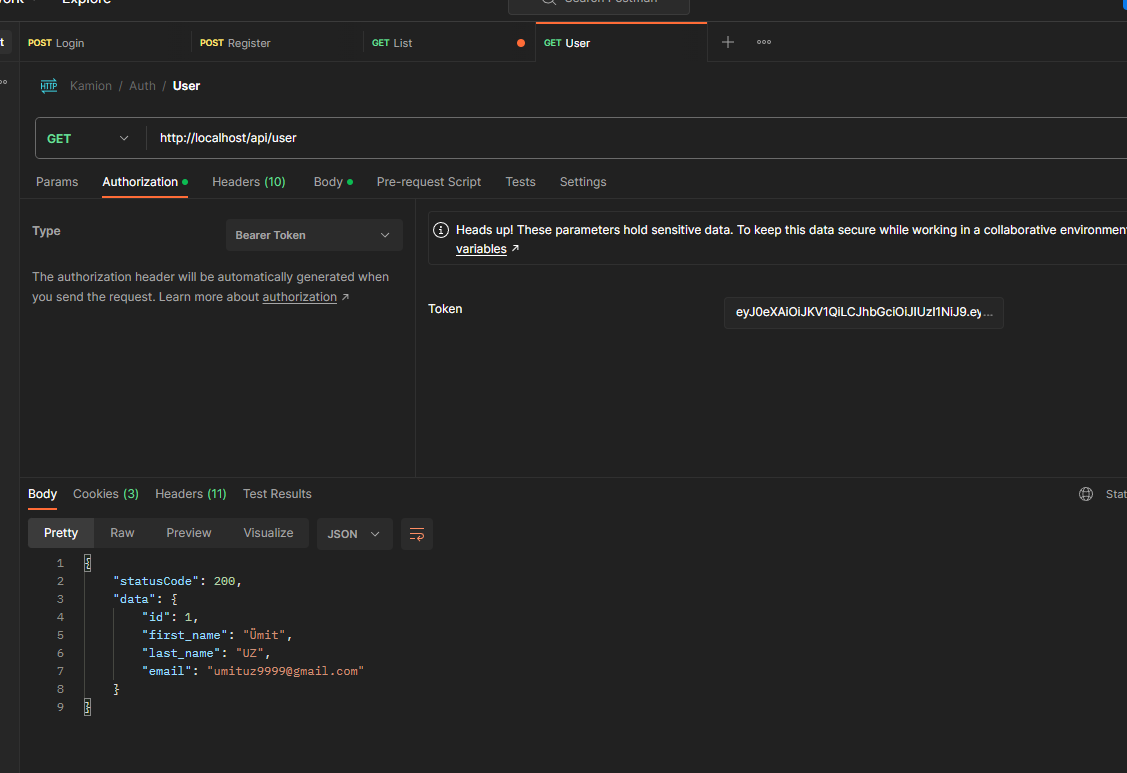 Explore
Search Postman
POST Login
POST Register
GET List
GET User
HTTP
Kamion / Auth / User
GET
http://localhost/api/user
Params
Authorization
Headers (10)
Body
Pre-request Script
Tests
Settings
Type
Bearer Token
The authorization header will be automatically generated when
you send the request. Learn more about authorization ↗
Heads up! These parameters hold sensitive data. To keep this data secure while working in a collaborative environmen
variables ↗
Token
eyJ0eXAiOiJKV1QiLCJhbGciOiJIUzI1NiJ9.ey...
Body
Cookies (3)
Headers (11)
Test Results
Stat
Pretty
Raw
Preview
Visualize
JSON
1 {
2 "statusCode": 200,
3 "data": {
4 "id": 1,
5 "first_name": "Ümit",
6 "last_name": "UZ",
7 "email": "umituz9999@gmail.com"
8 }
9 }